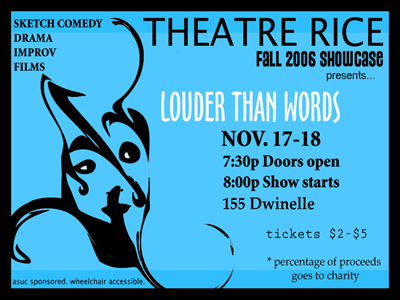 SKETCH COMEDY
DRAMA
IMPROV
FILMS
THEATRE RICE
FALL 2006 SHOWCASE
presents...
LOUDER THAN WORDS
NOV. 17-18
7:30p Doors open
8:00p Show starts
155 Dwinelle
tickets $2-$5
* percentage of proceeds
goes to charity
asuc sponsored. wheelchair accessible.